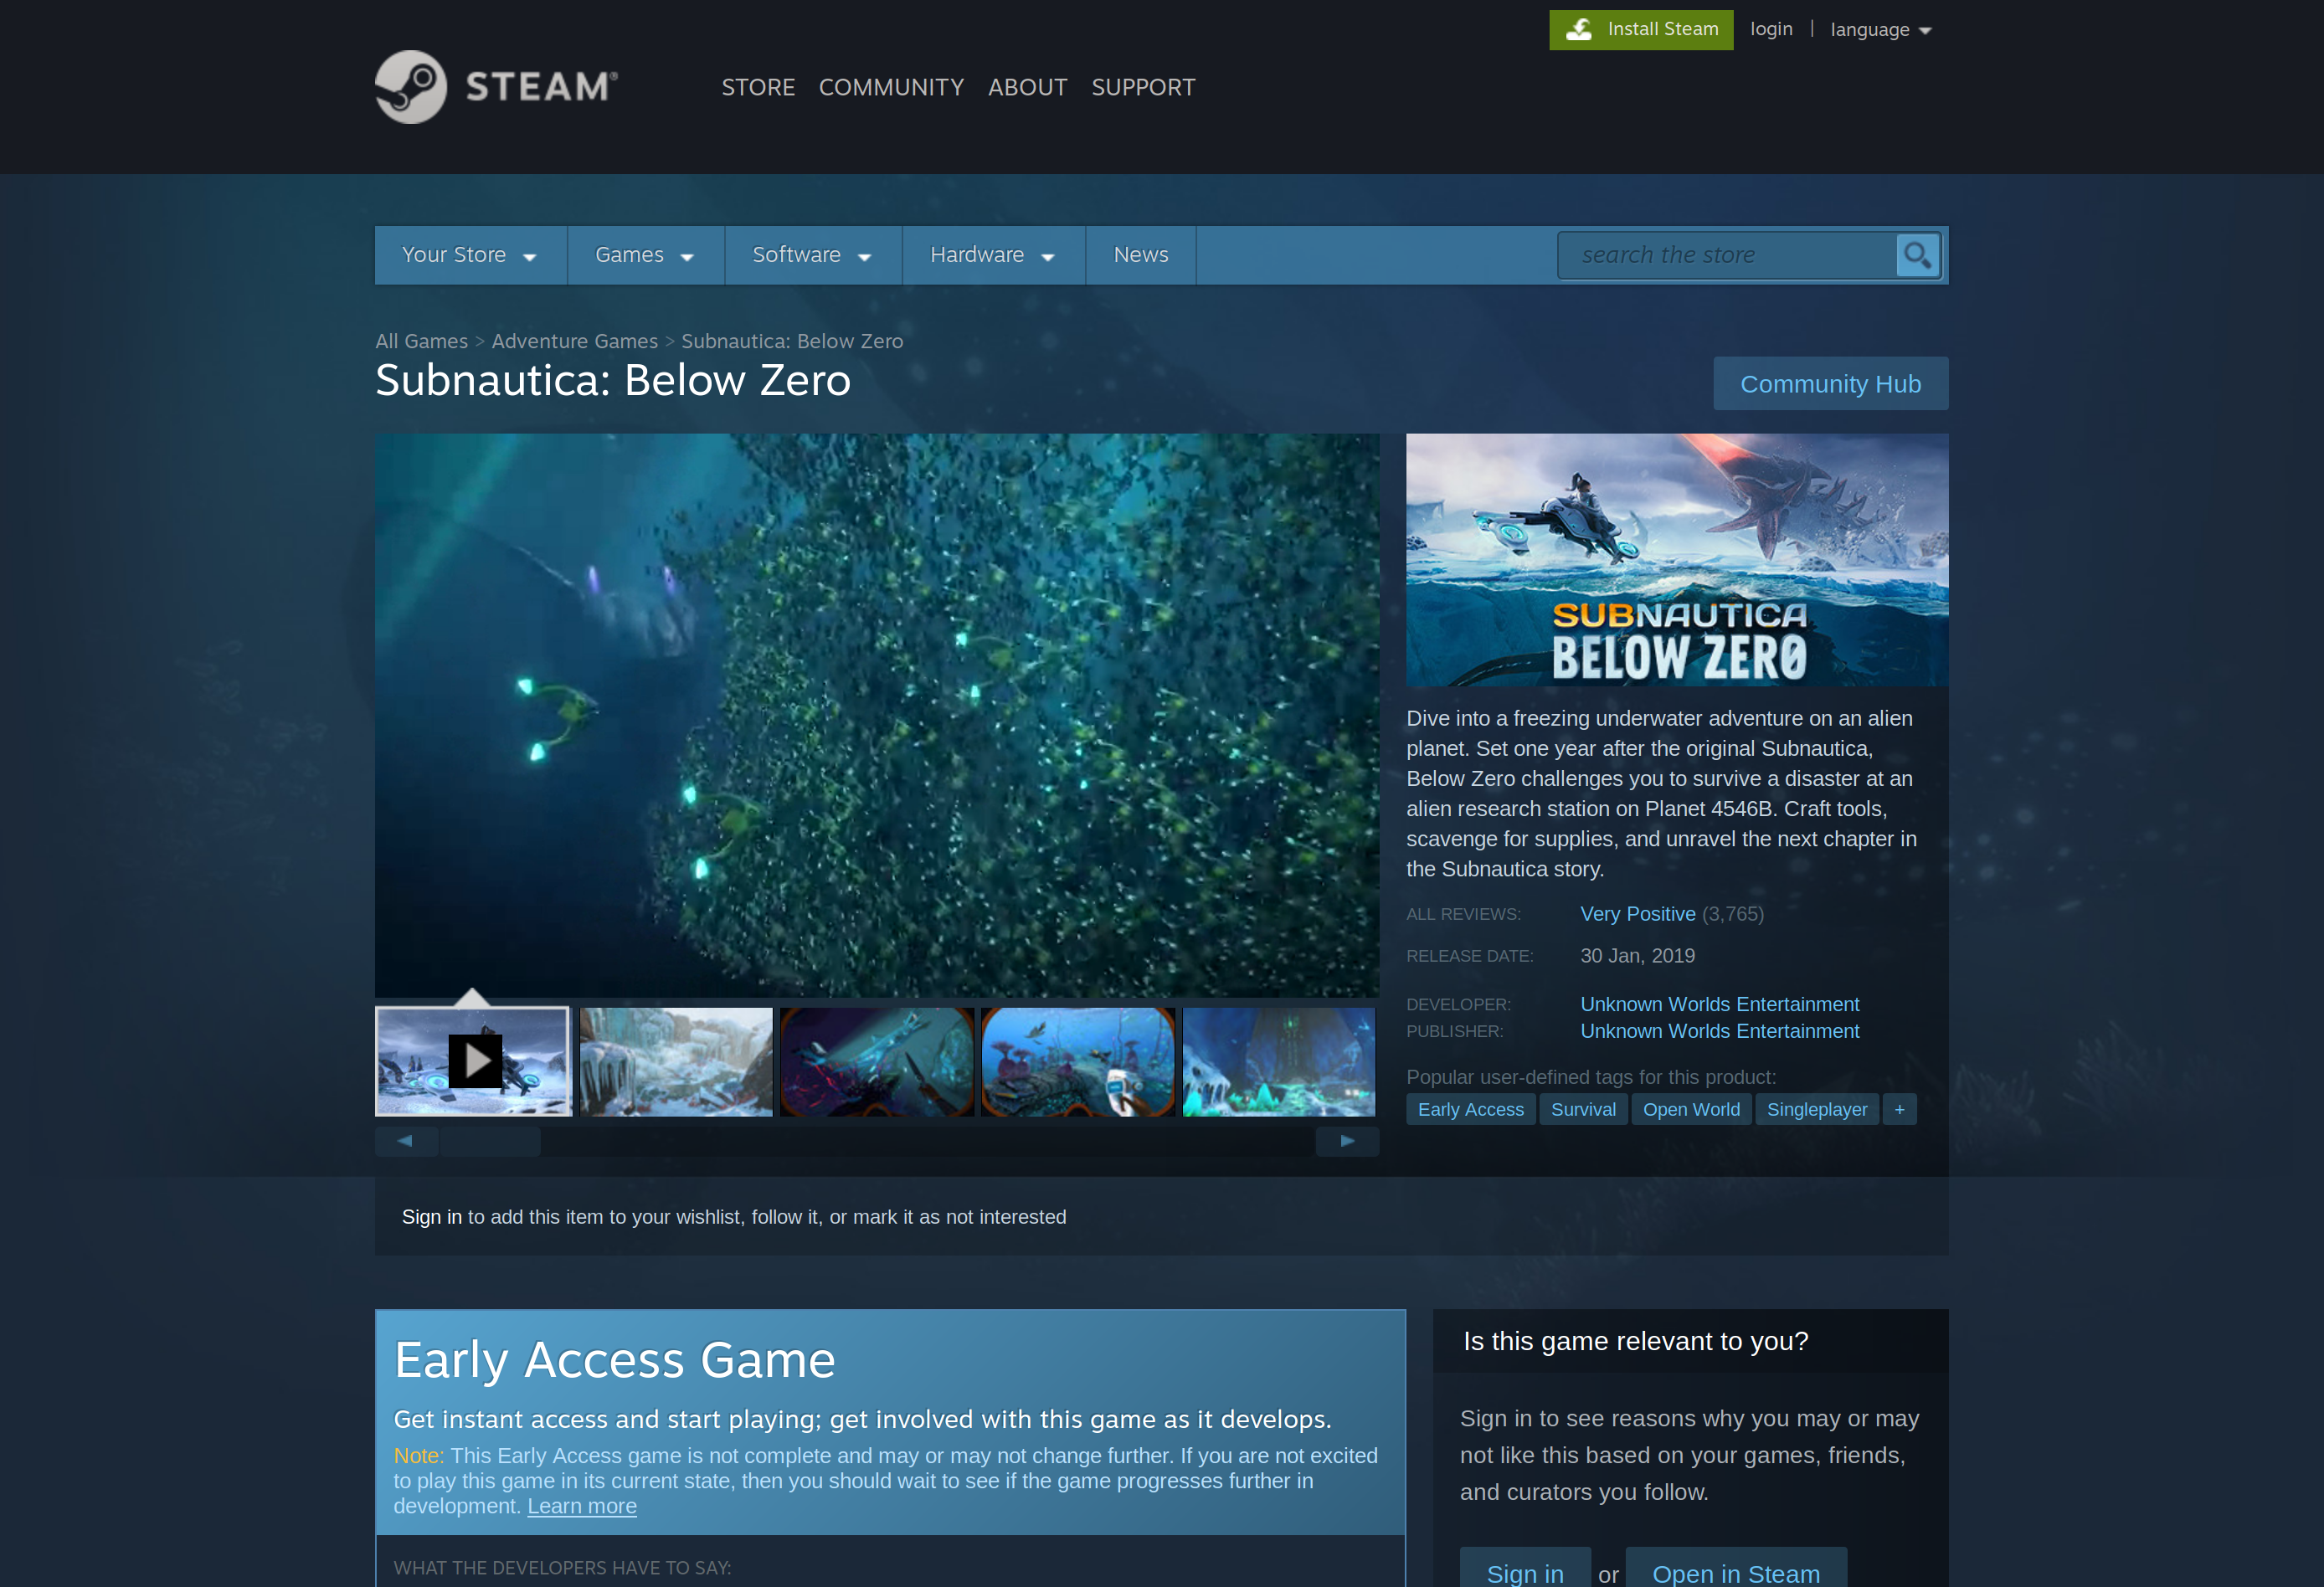 Install Steam
login | language
STEAM®
STORE COMMUNITY ABOUT SUPPORT
Your Store Games Software Hardware News
search the store
All Games > Adventure Games > Subnautica: Below Zero
Subnautica: Below Zero
Community Hub
SUBNAUTICA
BELOW ZERO
Dive into a freezing underwater adventure on an alien
planet. Set one year after the original Subnautica,
Below Zero challenges you to survive a disaster at an
alien research station on Planet 4546B. Craft tools,
scavenge for supplies, and unravel the next chapter in
the Subnautica story.
ALL REVIEWS: Very Positive (3,765)
RELEASE DATE: 30 Jan, 2019
DEVELOPER: Unknown Worlds Entertainment
PUBLISHER: Unknown Worlds Entertainment
Popular user-defined tags for this product:
Early Access Survival Open World Singleplayer +
Sign in to add this item to your wishlist, follow it, or mark it as not interested
Early Access Game
Get instant access and start playing; get involved with this game as it develops.
Note: This Early Access game is not complete and may or may not change further. If you are not excited
to play this game in its current state, then you should wait to see if the game progresses further in
development. Learn more
WHAT THE DEVELOPERS HAVE TO SAY:
Is this game relevant to you?
Sign in to see reasons why you may or may
not like this based on your games, friends,
and curators you follow.
Sign in or Open in Steam